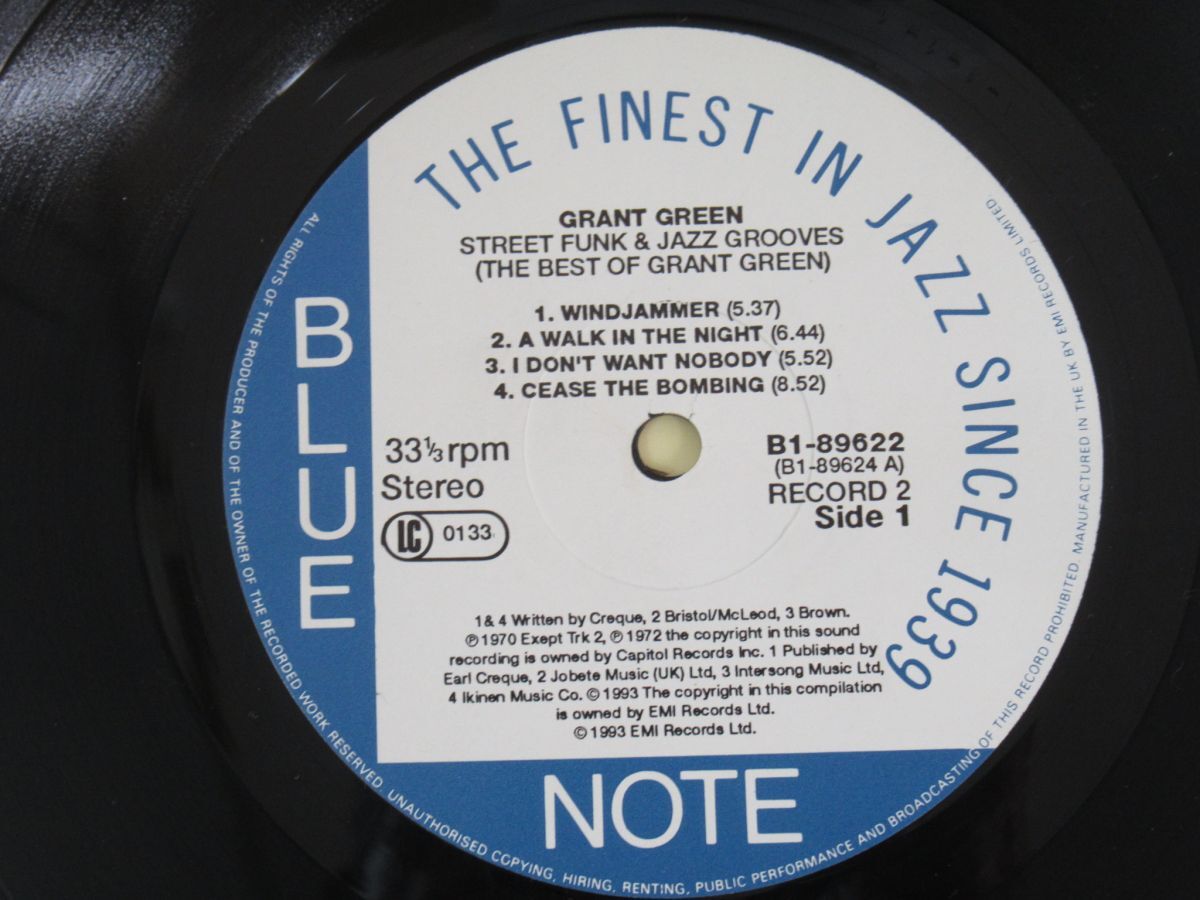 THE FINEST IN JAZZ SINCE 1939
GRANT GREEN
STREET FUNK & JAZZ GROOVES
(THE BEST OF GRANT GREEN)
1. WINDJAMMER (5.37)
2. A WALK IN THE NIGHT (6.44)
3. I DON'T WANT NOBODY (5.52)
4. CEASE THE BOMBING (8.52)
33⅓ rpm
Stereo
LC 0133
B1-89622
(B1-89624 A)
RECORD 2
Side 1
1 & 4 Written by Creque, 2 Bristol/McLeod, 3 Brown.
℗ 1970 Exept Trk 2, ℗ 1972 the copyright in this sound
recording is owned by Capitol Records Inc. 1 Published by
Earl Creque, 2 Jobete Music (UK) Ltd, 3 Intersong Music Ltd,
4 Ikinen Music Co. © 1993 The copyright in this compilation
is owned by EMI Records Ltd.
© 1993 EMI Records Ltd.
BLUE
NOTE
ALL RIGHTS OF THE PRODUCER AND OF THE OWNER OF THE RECORDED WORK RESERVED. UNAUTHORISED COPYING, HIRING, RENTING, PUBLIC PERFORMANCE AND BROADCASTING OF THIS RECORD PROHIBITED. MANUFACTURED IN THE UK BY EMI RECORDS LIMITED.